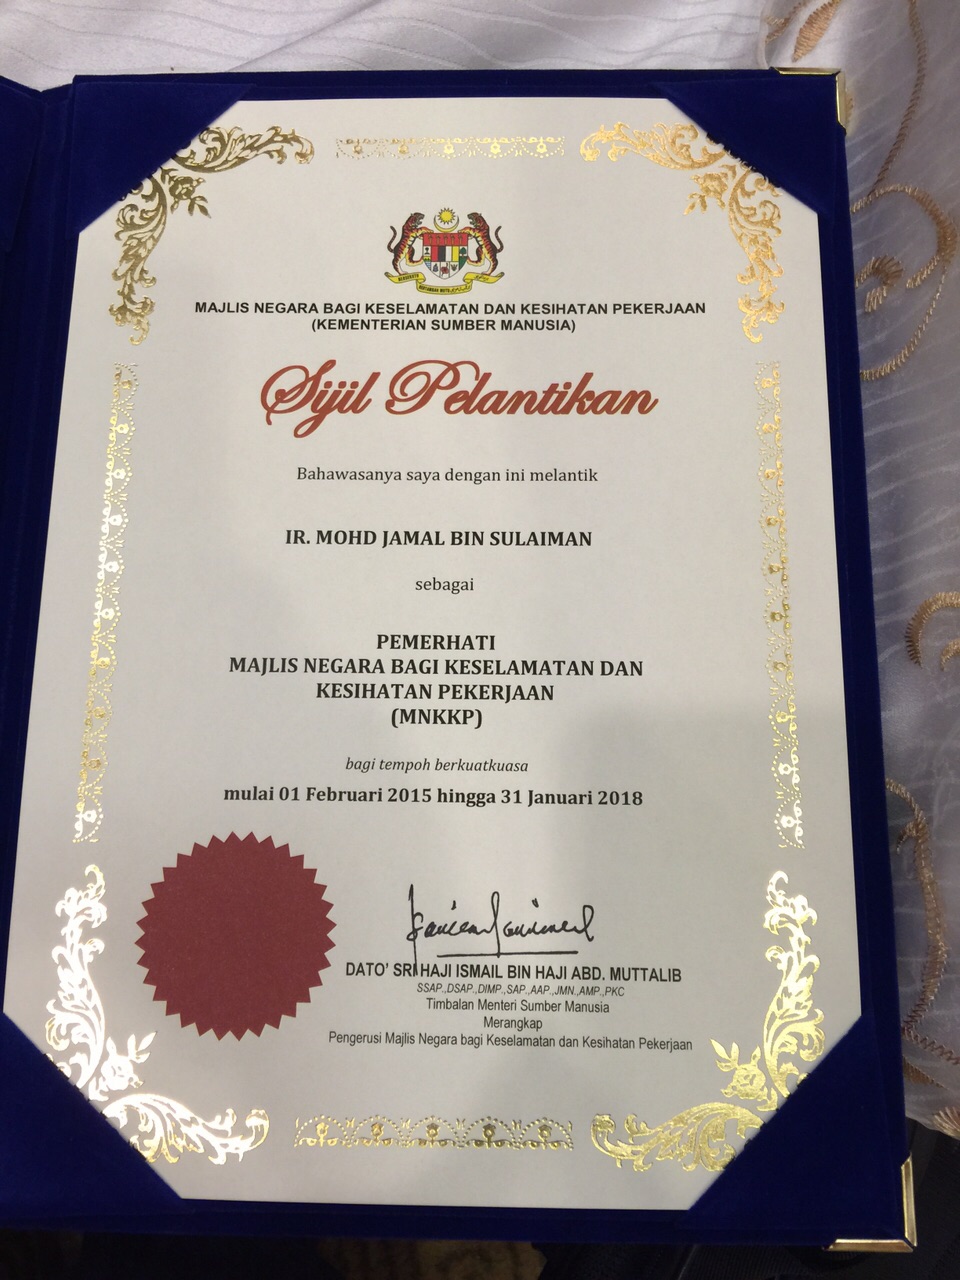 MAJLIS NEGARA BAGI KESELAMATAN DAN KESIHATAN PEKERJAAN
(KEMENTERIAN SUMBER MANUSIA)
Sijil Pelantikan
Bahawasanya saya dengan ini melantik
IR. MOHD JAMAL BIN SULAIMAN
sebagai
PEMERHATI
MAJLIS NEGARA BAGI KESELAMATAN DAN
KESIHATAN PEKERJAAN
(MNKKP)
bagi tempoh berkuatkuasa
mulai 01 Februari 2015 hingga 31 Januari 2018
DATO' SRI HAJI ISMAIL BIN HAJI ABD. MUTTALIB
SSAP.,DSAP.,DIMP.,SAP.,AAP.,JMN.,AMP.,PKC
Timbalan Menteri Sumber Manusia
Merangkap
Pengerusi Majlis Negara bagi Keselamatan dan Kesihatan Pekerjaan